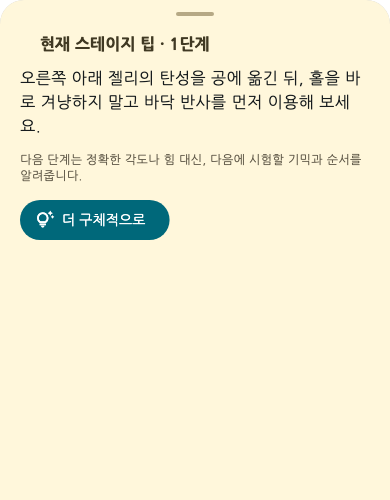 현재 스테이지 팁 · 1단계
오른쪽 아래 젤리의 탄성을 공에 옮긴 뒤, 홀을 바
로 겨냥하지 말고 바닥 반사를 먼저 이용해 보세
요.
다음 단계는 정확한 각도나 힘 대신, 다음에 시험할 기믹과 순서를
알려줍니다.
더 구체적으로